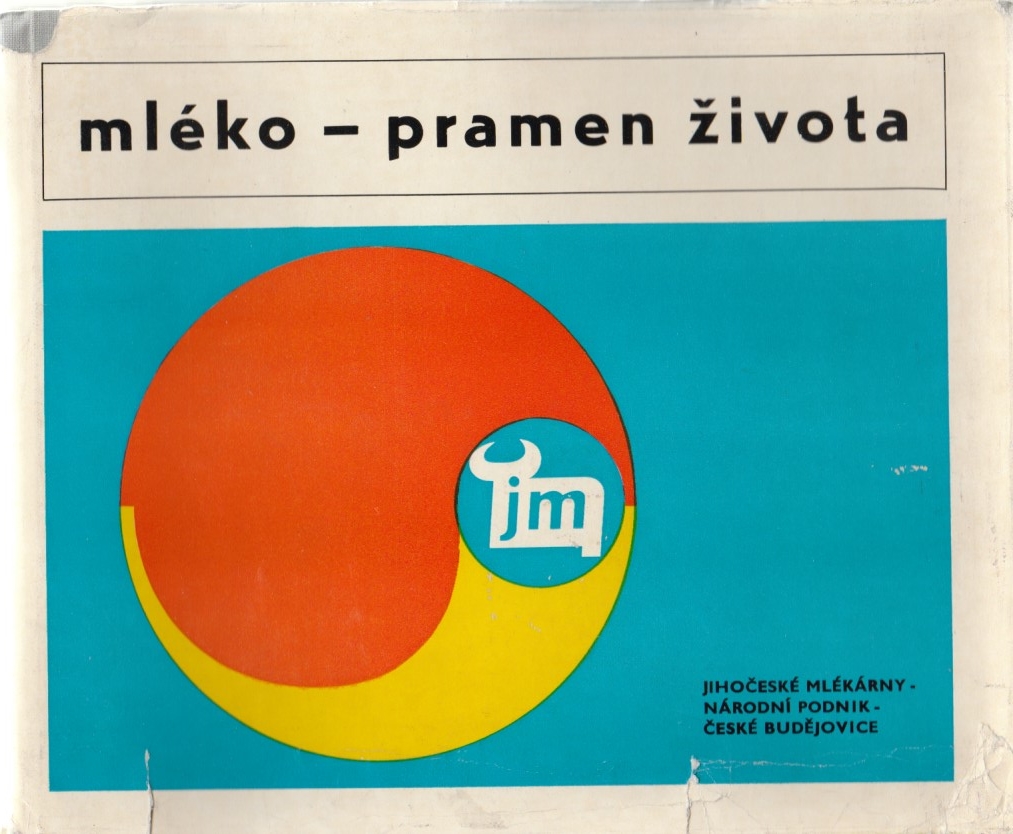 mléko – pramen života
jm
JIHOČESKÉ MLÉKÁRNY -
NÁRODNÍ PODNIK -
ČESKÉ BUDĚJOVICE